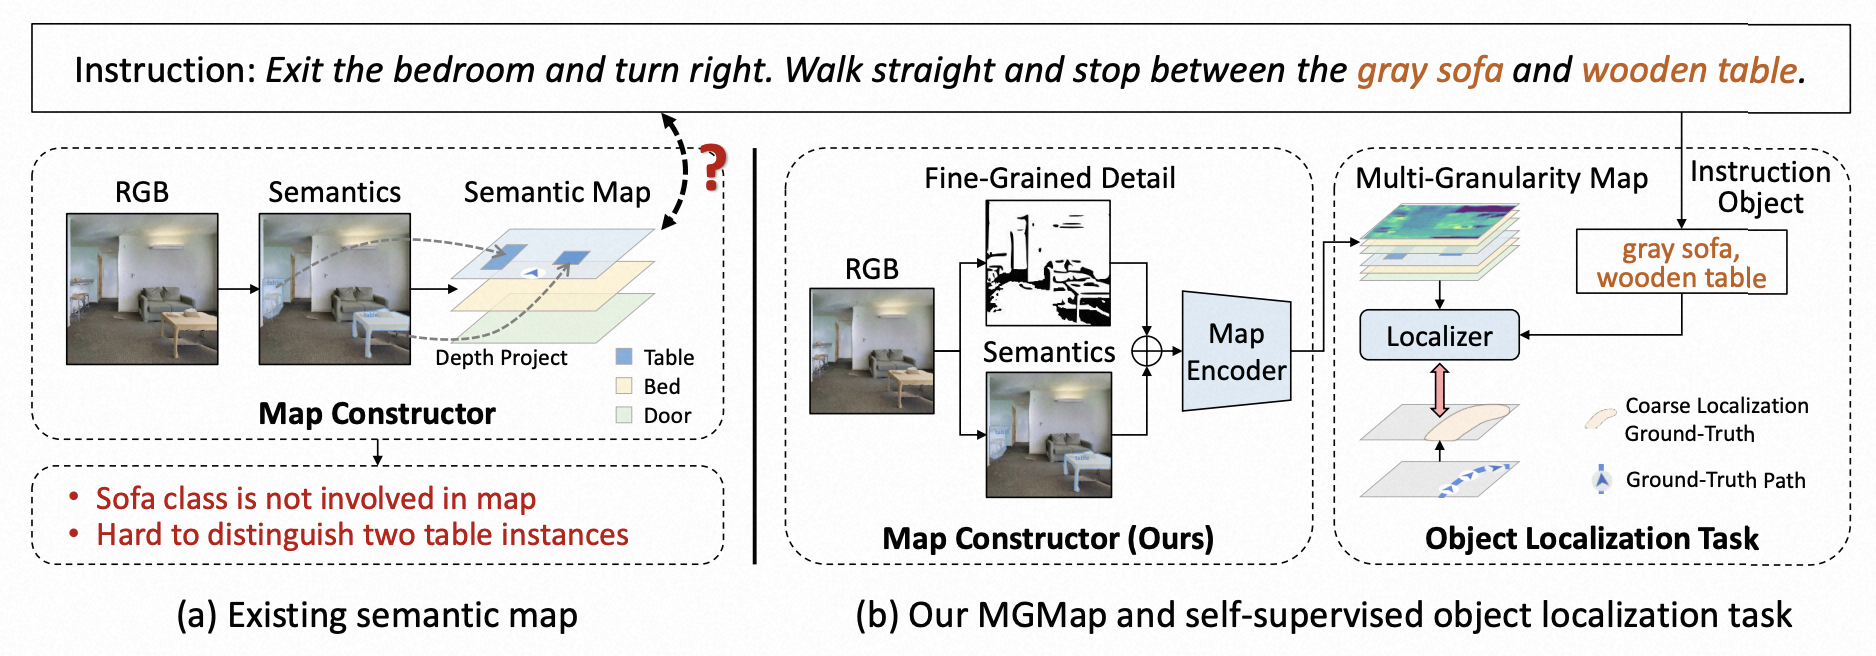 Instruction: Exit the bedroom and turn right. Walk straight and stop between the gray sofa and wooden table.
RGB
Semantics
Semantic Map
?
Depth Project
Table
Bed
Door
Map Constructor
• Sofa class is not involved in map
• Hard to distinguish two table instances
(a) Existing semantic map
Fine-Grained Detail
RGB
Semantics
Map
Encoder
Map Constructor (Ours)
Multi-Granularity Map
Instruction
Object
gray sofa,
wooden table
Localizer
Coarse Localization
Ground-Truth
Ground-Truth Path
Object Localization Task
(b) Our MGMap and self-supervised object localization task